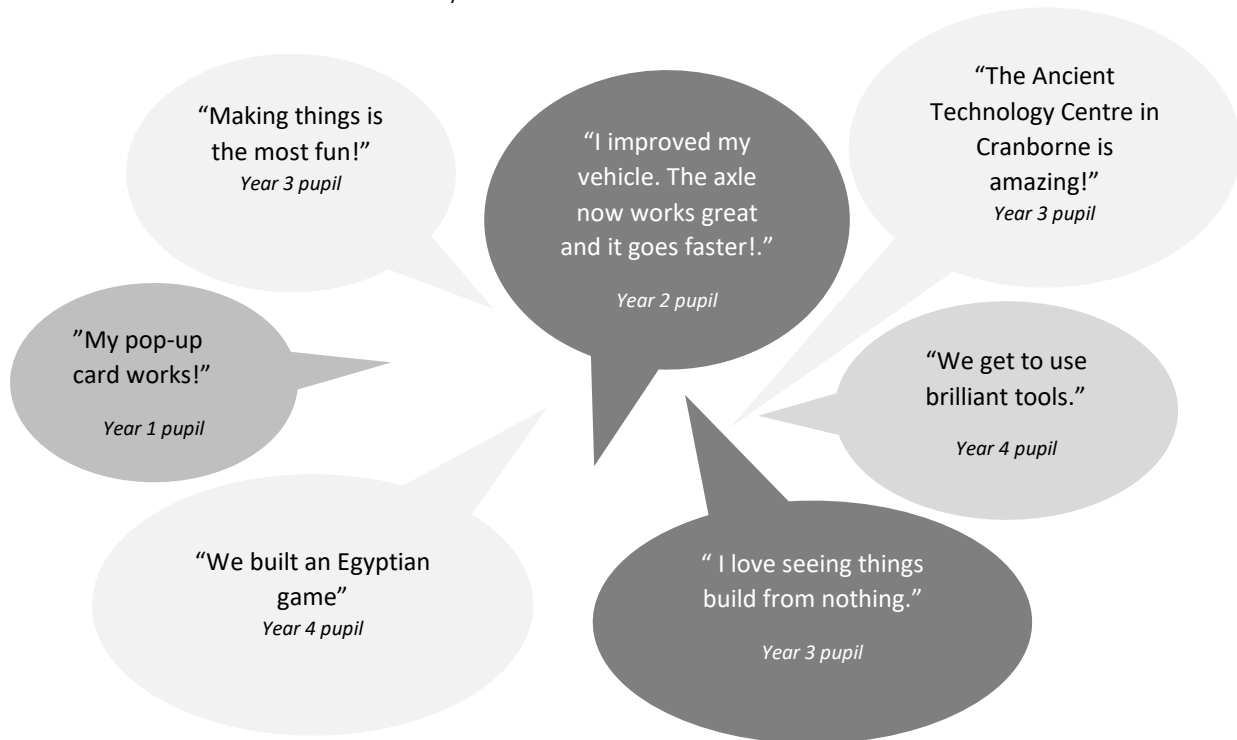 “Making things is
the most fun!”
Year 3 pupil
“I improved my
vehicle. The axle
now works great
and it goes faster!.”
Year 2 pupil
“The Ancient
Technology Centre in
Cranborne is
amazing!”
Year 3 pupil
”My pop-up
card works!”
Year 1 pupil
“We get to use
brilliant tools.”
Year 4 pupil
“We built an Egyptian
game”
Year 4 pupil
“ I love seeing things
build from nothing.”
Year 3 pupil